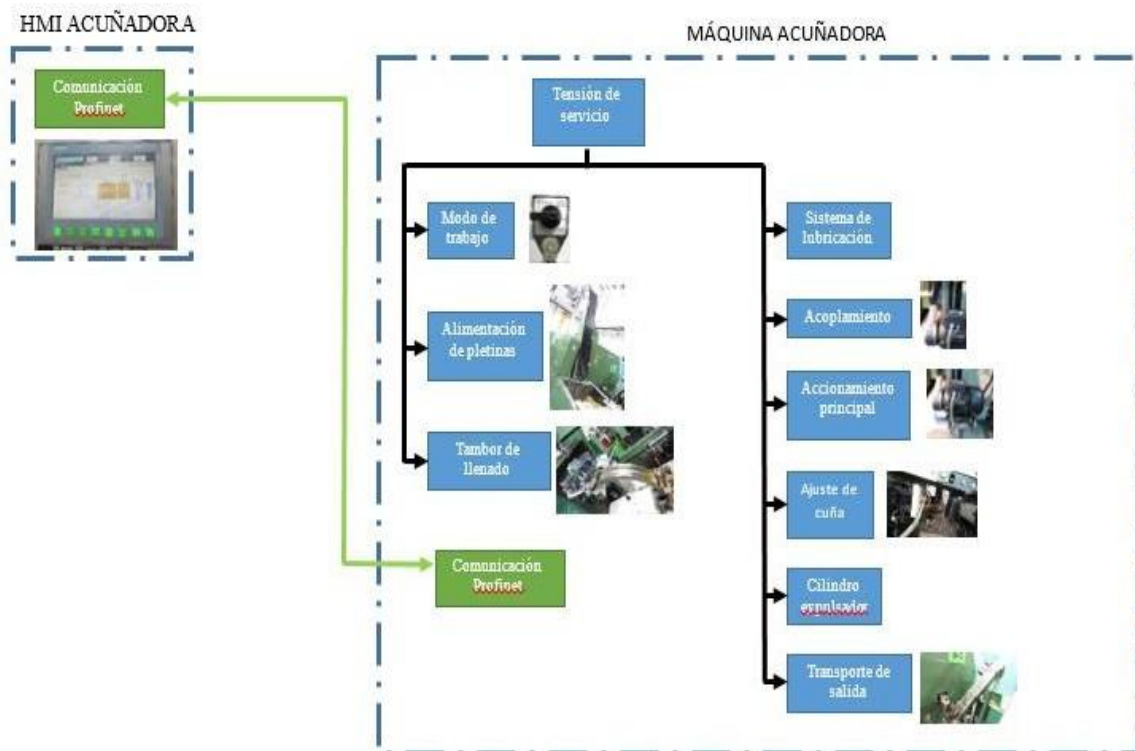 HMI ACUÑADORA
MÁQUINA ACUÑADORA
Comunicación
Profinet
Tensión de
servicio
Modo de
trabajo
Sistema de
lubricación
Alimentación
de pletinas
Acoplamiento
Accionamiento
principal
Tambor de
llenado
Ajuste de
cuña
Comunicación
Profinet
Cilindro
expulsador
Transporte de
salida